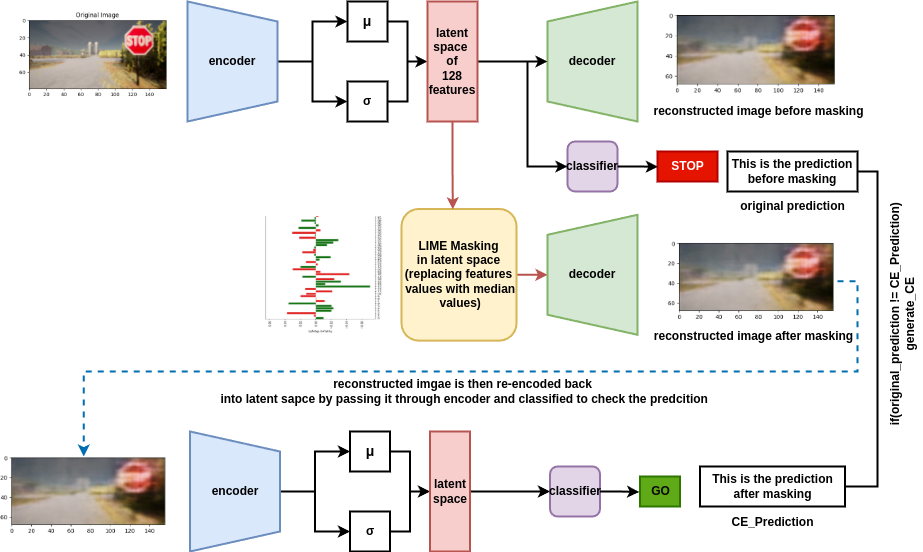 Original Image
STOP
0
20
40
60
0 20 40 60 80 100 120 140
encoder
μ
σ
latent
space
of
128
features
decoder
0
20
40
60
0 20 40 60 80 100 120 140
reconstructed image before masking
classifier
STOP
This is the prediction
before masking
original prediction
LIME Masking
in latent space
(replacing features
values with median
values)
decoder
0
20
40
60
0 20 40 60 80 100 120 140
reconstructed image after masking
if(original_prediction != CE_Prediction)
generate_CE
reconstructed imgae is then re-encoded back
into latent sapce by passing it through encoder and classified to check the predcition
0
20
40
60
0 20 40 60 80 100 120 140
encoder
μ
σ
latent
space
classifier
GO
This is the prediction
after masking
CE_Prediction